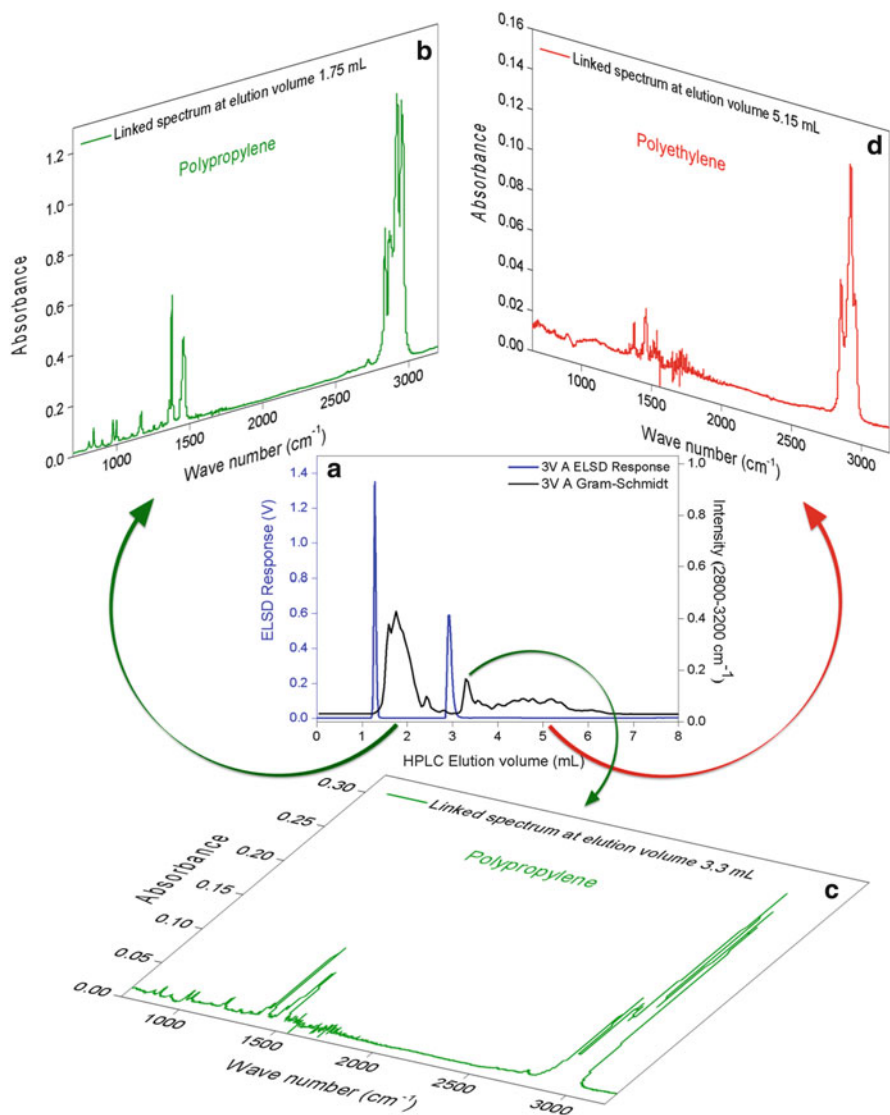 b
Linked spectrum at elution volume 1.75 mL
Polypropylene
Absorbance
1.2
1.0
0.8
0.6
0.4
0.2
0.0
1000
1500
2000
2500
3000
Wave number (cm⁻¹)
d
Linked spectrum at elution volume 5.15 mL
Polyethylene
Absorbance
0.16
0.14
0.12
0.10
0.08
0.06
0.04
0.02
0.00
1000
1500
2000
2500
3000
Wave number (cm⁻¹)
a
3V A ELSD Response
3V A Gram-Schmidt
ELSD Response (V)
1.4
1.2
1.0
0.8
0.6
0.4
0.2
0.0
Intensity (2800-3200 cm⁻¹)
1.0
0.8
0.6
0.4
0.2
0.0
0 1 2 3 4 5 6 7 8
HPLC Elution volume (mL)
c
Linked spectrum at elution volume 3.3 mL
Polypropylene
Absorbance
0.30
0.25
0.20
0.15
0.10
0.05
0.00
1000
1500
2000
2500
3000
Wave number (cm⁻¹)